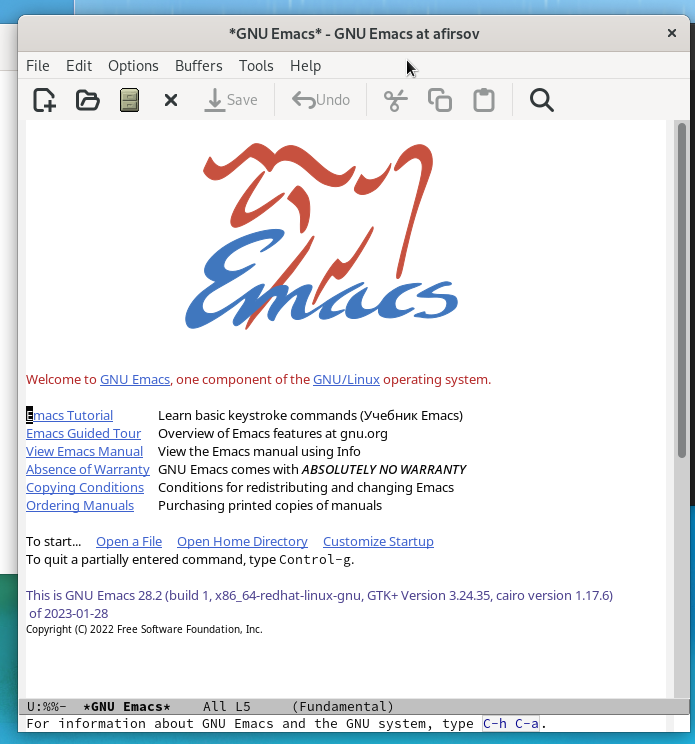 *GNU Emacs* - GNU Emacs at afirsov
File Edit Options Buffers Tools Help
Save Undo
Emacs
Welcome to GNU Emacs, one component of the GNU/Linux operating system.
Emacs Tutorial Learn basic keystroke commands (Учебник Emacs)
Emacs Guided Tour Overview of Emacs features at gnu.org
View Emacs Manual View the Emacs manual using Info
Absence of Warranty GNU Emacs comes with ABSOLUTELY NO WARRANTY
Copying Conditions Conditions for redistributing and changing Emacs
Ordering Manuals Purchasing printed copies of manuals
To start... Open a File Open Home Directory Customize Startup
To quit a partially entered command, type Control-g.
This is GNU Emacs 28.2 (build 1, x86_64-redhat-linux-gnu, GTK+ Version 3.24.35, cairo version 1.17.6)
of 2023-01-28
Copyright (C) 2022 Free Software Foundation, Inc.
U:%%- *GNU Emacs* All L5 (Fundamental)
For information about GNU Emacs and the GNU system, type C-h C-a.